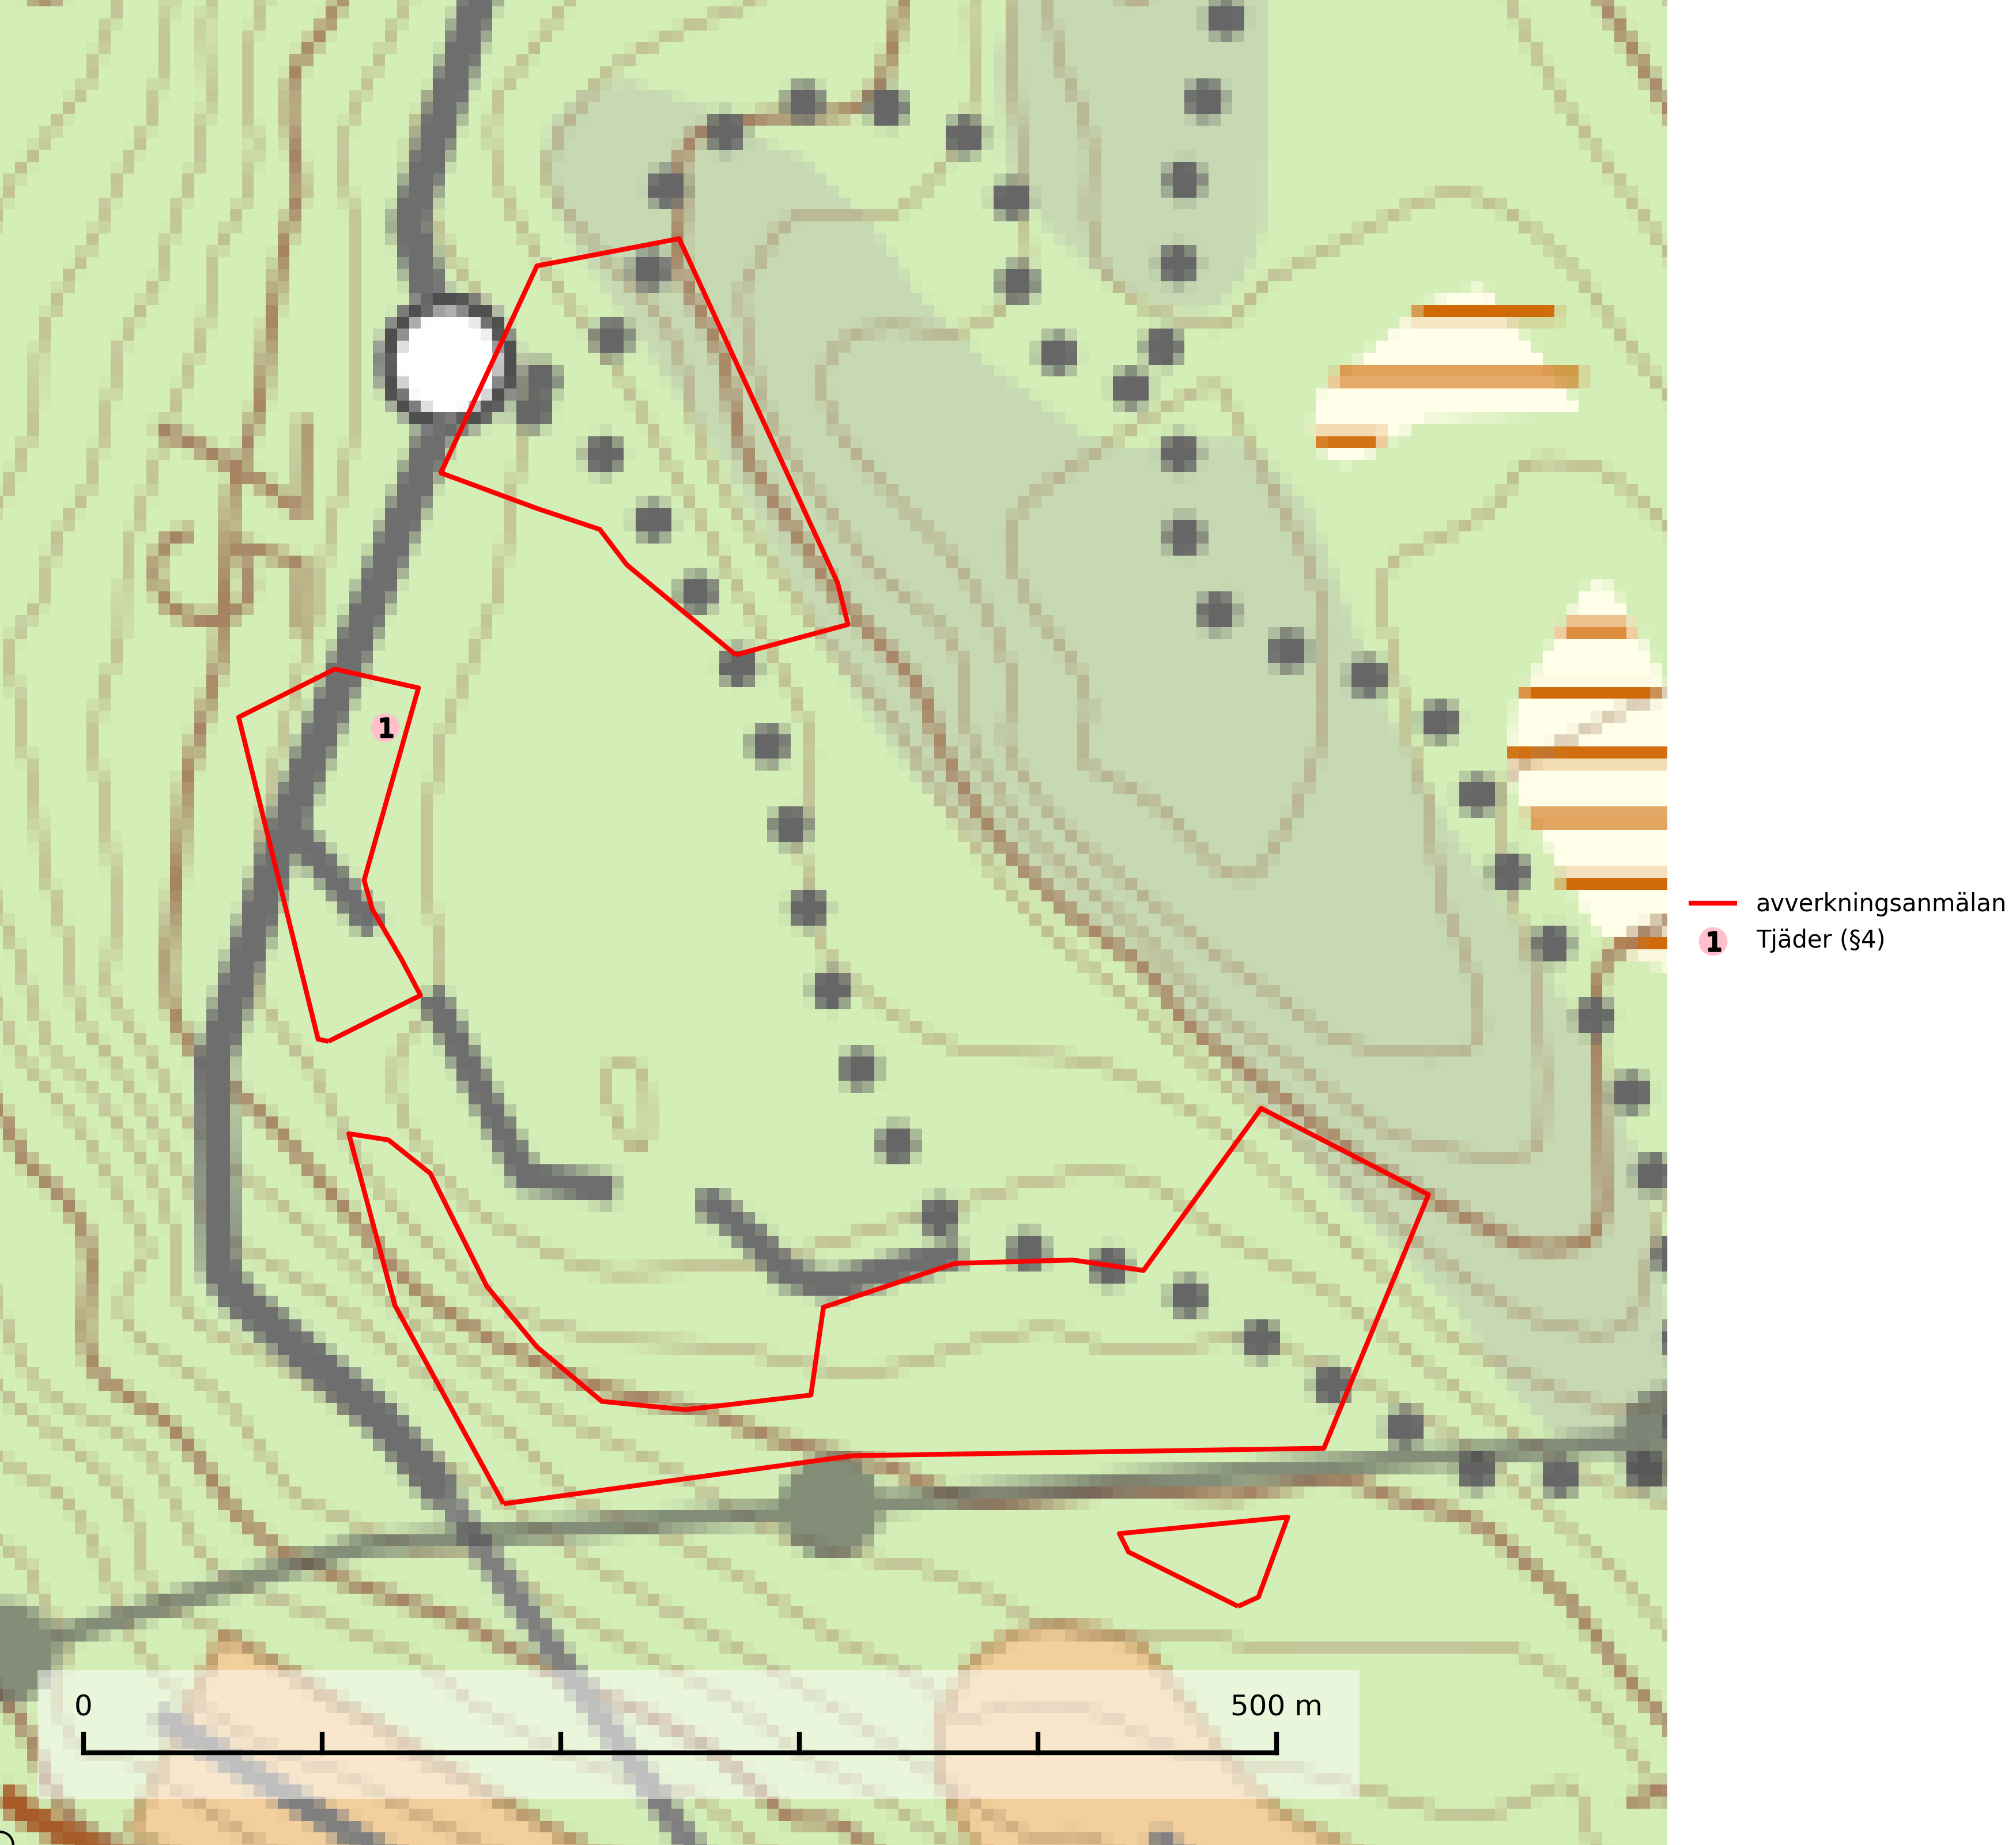 1
avverkningsanmälan
1 Tjäder (§4)
0 500 m